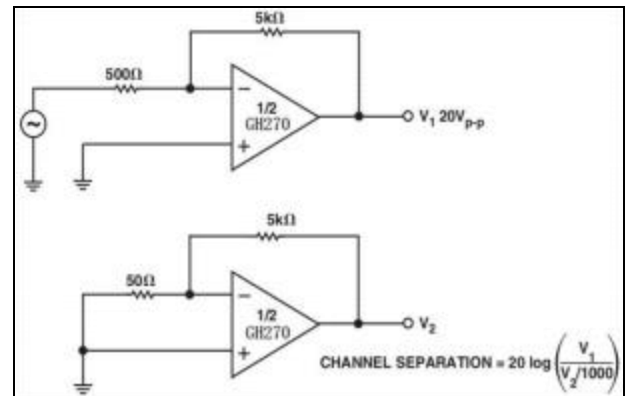 5kΩ
500Ω
−
1/2
GH270
+
~
V1 20Vp-p
5kΩ
50Ω
−
1/2
GH270
+
V2
CHANNEL SEPARATION = 20 log (V1 / V2/1000)